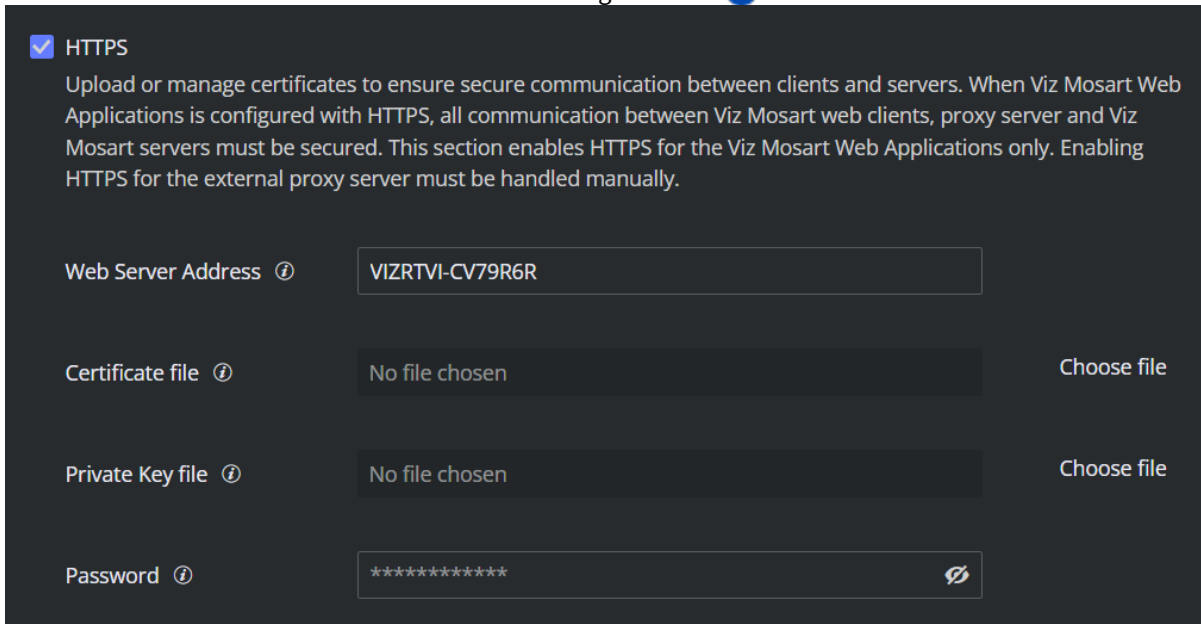 HTTPS
Upload or manage certificates to ensure secure communication between clients and servers. When Viz Mosart Web
Applications is configured with HTTPS, all communication between Viz Mosart web clients, proxy server and Viz
Mosart servers must be secured. This section enables HTTPS for the Viz Mosart Web Applications only. Enabling
HTTPS for the external proxy server must be handled manually.
Web Server Address VIZRTVI-CV79R6R
Certificate file No file chosen Choose file
Private Key file No file chosen Choose file
Password ************